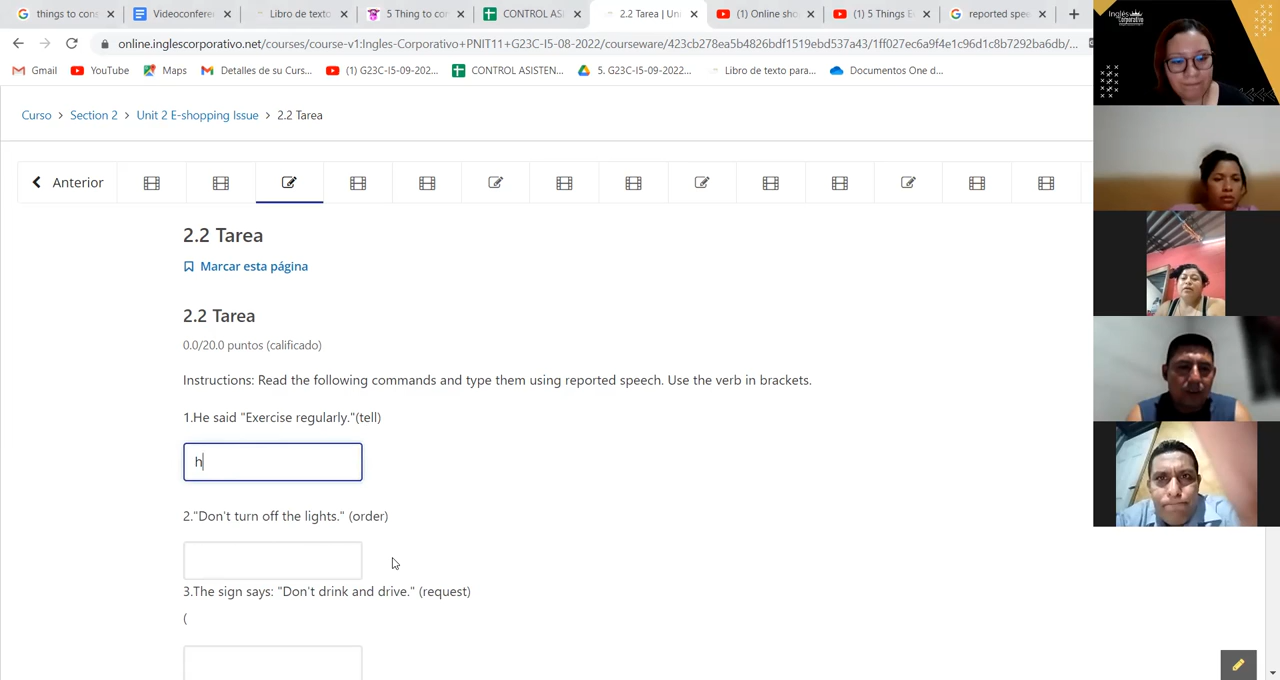 things to con
Videoconfere
Libro de texto
5 Thing to co
CONTROL AS
2.2 Tarea | Un
(1) Online sho
(1) 5 Things E
reported spee
online.inglescorporativo.net/courses/course-v1:Ingles-Corporativo+PNIT11+G23C-I5-08-2022/courseware/423cb278ea5b4826bdf1519ebd537a43/1ff027ec6a9f4e1c96d1c8b7292ba6db/...
Gmail
YouTube
Maps
Detalles de su Curs...
(1) G23C-I5-09-202...
CONTROL ASISTEN...
5. G23C-I5-09-2022...
Libro de texto para...
Documentos One d...
Curso > Section 2 > Unit 2 E-shopping Issue > 2.2 Tarea
Anterior
2.2 Tarea
Marcar esta página
2.2 Tarea
0.0/20.0 puntos (calificado)
Instructions: Read the following commands and type them using reported speech. Use the verb in brackets.
1.He said "Exercise regularly."(tell)
h
2."Don't turn off the lights." (order)
3.The sign says: "Don't drink and drive." (request)
(
Inglés
Corporativo